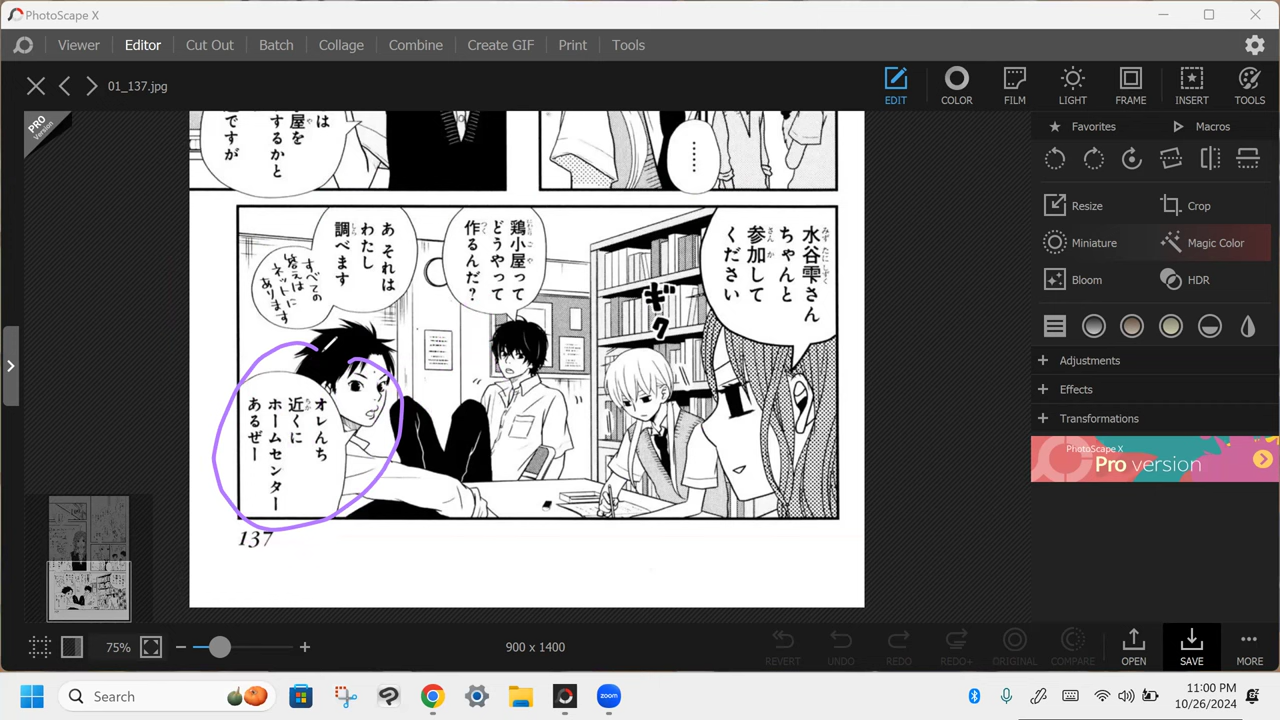 PhotoScape X
Viewer
Editor
Cut Out
Batch
Collage
Combine
Create GIF
Print
Tools
01_137.jpg
EDIT
COLOR
FILM
LIGHT
FRAME
INSERT
TOOLS
PRO
Version
Favorites
Macros
Resize
Crop
Miniature
Magic Color
Bloom
HDR
Adjustments
Effects
Transformations
PhotoScape X
Pro version
………
は
屋を
するかと
ですが
水谷雫さん
ちゃんと
参加して
ください
ギク
鶏小屋って
どうやって
作るんだ?
あ それは
わたし
調べます
すべての
答えは
ネットに
あります
オレんち
近くに
ホームセンター
あるぜー
137
75%
900 x 1400
REVERT
UNDO
REDO
REDO+
ORIGINAL
COMPARE
OPEN
SAVE
MORE
Search
zoom
11:00 PM
10/26/2024